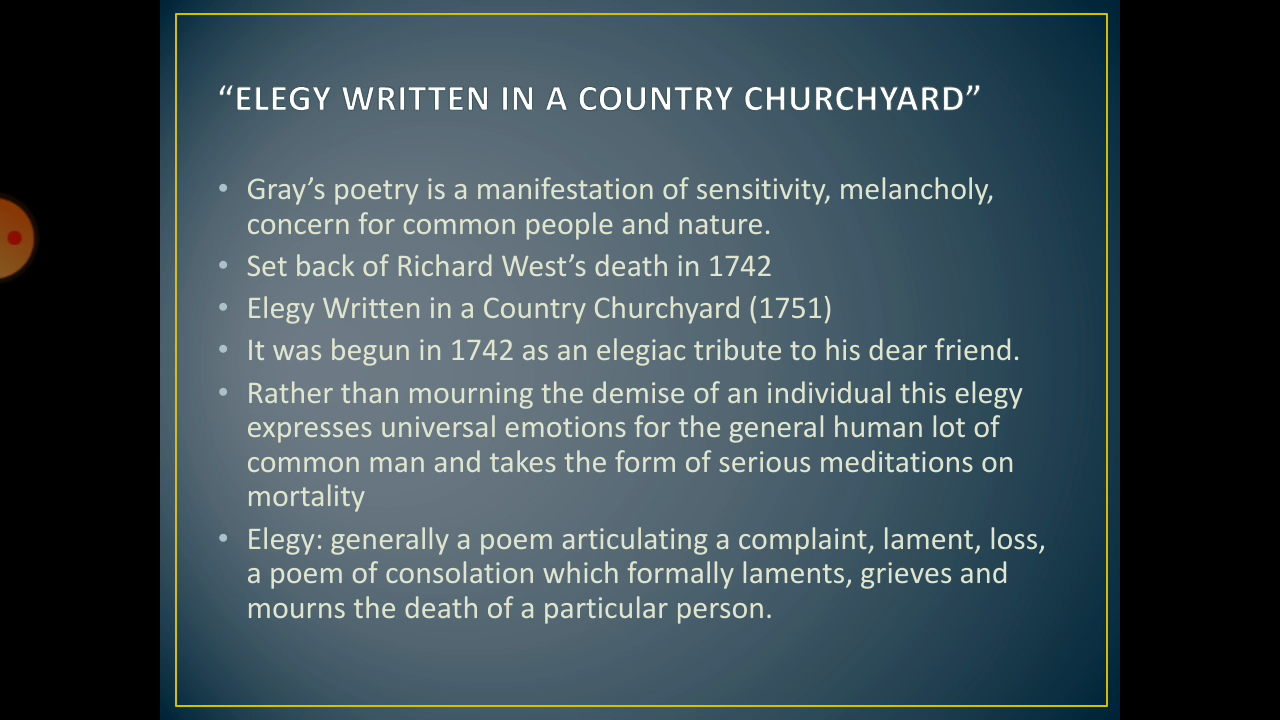 “ELEGY WRITTEN IN A COUNTRY CHURCHYARD”
• Gray’s poetry is a manifestation of sensitivity, melancholy,
concern for common people and nature.
• Set back of Richard West’s death in 1742
• Elegy Written in a Country Churchyard (1751)
• It was begun in 1742 as an elegiac tribute to his dear friend.
• Rather than mourning the demise of an individual this elegy
expresses universal emotions for the general human lot of
common man and takes the form of serious meditations on
mortality
• Elegy: generally a poem articulating a complaint, lament, loss,
a poem of consolation which formally laments, grieves and
mourns the death of a particular person.